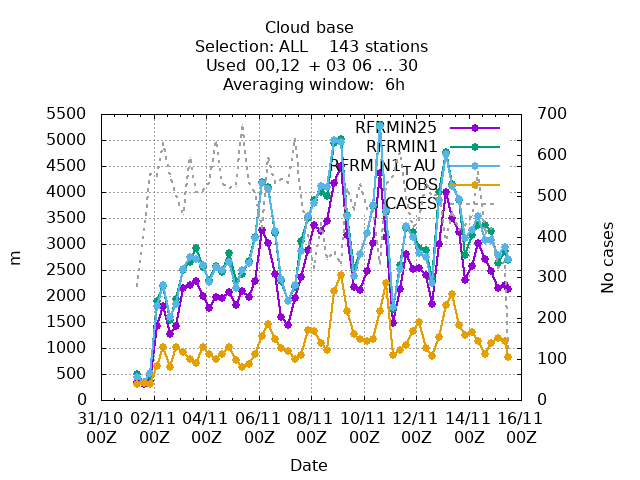 Cloud base
Selection: ALL 143 stations
Used 00,12 + 03 06 ... 30
Averaging window: 6h
5500
5000
4500
4000
3500
3000
2500
2000
1500
1000
500
0
m
700
600
500
400
300
200
100
0
No cases
RFRMIN25
RFRMIN1
RFRMIN1_AU
OBS
CASES
31/10 02/11 04/11 06/11 08/11 10/11 12/11 14/11 16/11
00Z 00Z 00Z 00Z 00Z 00Z 00Z 00Z 00Z
Date